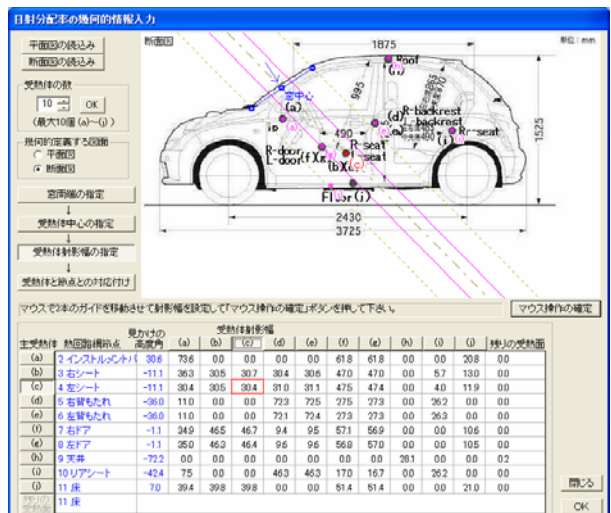 日射分配率の幾何的情報入力
平面図の読込み
断面図の読込み
受熱体の数
10
OK
(最大10個 (a)~(j) )
幾何的定義する図面
平面図
断面図
窓両端の指定
↓
受熱体中心の指定
↓
受熱体射影幅の指定
↓
受熱体と節点との対応付け
断面図
単位：mm
1875
Roof
(h)
995
窓中心
(a)
(d) R-backrest
L-backrest
490
R-seat
R-door
L-door (f)(g)
(i)
Rr-seat
1525
Floor (j)
2430
3725
マウスで2本のガイドを移動させて射影幅を設定して「マウス操作の確定」ボタンを押して下さい。
マウス操作の確定
主受熱体 熱回路網節点 見かけの高度角 受熱体射影幅 (a) (b) (c) (d) (e) (f) (g) (h) (i) (j) 残りの受熱面
(a) 2 インストルメントパ 30.6 73.6 0.0 0.0 0.0 0.0 61.8 61.8 0.0 0.0 20.8 0.0
(b) 3 右シート -11.1 36.3 30.5 30.7 30.4 30.6 47.0 47.0 0.0 5.7 13.0 0.0
(c) 4 左シート -11.1 30.4 30.5 30.4 31.0 31.1 47.5 47.4 0.0 4.0 11.9 0.0
(d) 5 右背もたれ -36.0 11.0 0.0 0.0 72.3 72.5 27.5 27.3 0.0 26.2 0.0 0.0
(e) 6 左背もたれ -36.0 11.0 0.0 0.0 72.1 72.4 27.3 27.3 0.0 26.3 0.0 0.0
(f) 7 右ドア -1.1 34.9 46.5 46.7 9.4 9.5 57.1 56.9 0.0 0.0 10.6 0.0
(g) 8 左ドア -1.1 35.0 46.3 46.4 9.6 9.6 56.8 57.0 0.0 0.0 10.5 0.0
(h) 9 天井 -72.2 0.0 0.0 0.0 0.0 0.0 0.0 0.0 20.1 0.0 0.0 0.2
(i) 10 リアシート -42.4 7.5 0.0 0.0 46.3 46.3 17.0 16.7 0.0 26.2 0.0 0.0
(j) 11 床 7.0 39.4 39.8 39.8 0.0 0.0 51.4 51.4 0.0 0.0 21.0 0.0
残りの受熱面 11 床
閉じる
OK